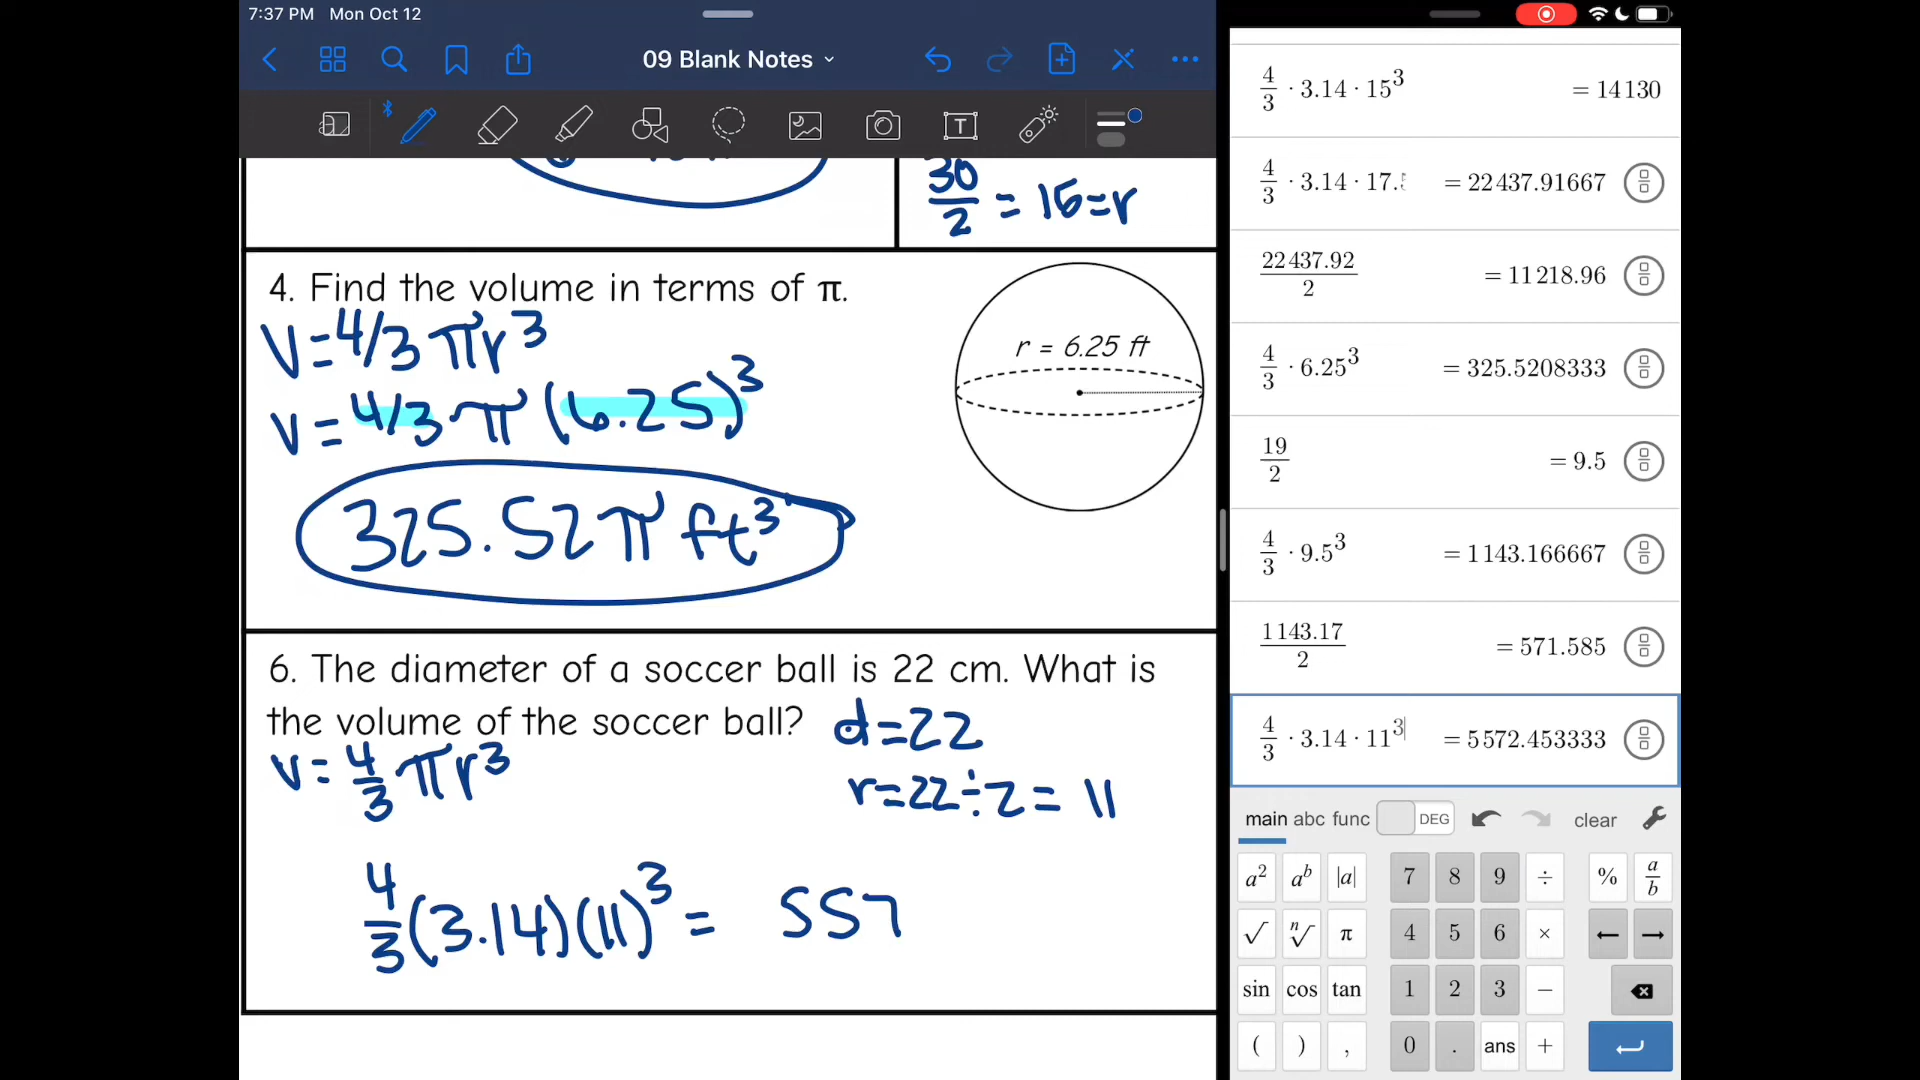 7:37 PM Mon Oct 12
09 Blank Notes
30/2 = 15=r
4. Find the volume in terms of π.
V=4/3 πr³
V=4/3 π (6.25)³
325.52π ft³
r = 6.25 ft
6. The diameter of a soccer ball is 22 cm. What is
the volume of the soccer ball? d=22
V= 4/3 πr³ r=22÷2= 11
4/3 (3.14)(11)³ = 557
4/3 · 3.14 · 15³ = 14130
4/3 · 3.14 · 17. = 22437.91667
22437.92/2 = 11218.96
4/3 · 6.25³ = 325.5208333
19/2 = 9.5
4/3 · 9.5³ = 1143.166667
1143.17/2 = 571.585
4/3 · 3.14 · 11³ = 5572.453333
main abc func DEG clear
a² aᵇ |a| 7 8 9 ÷ % a/b
√ ⁿ√ π 4 5 6 × ← →
sin cos tan 1 2 3 −
( ) , 0 . ans +